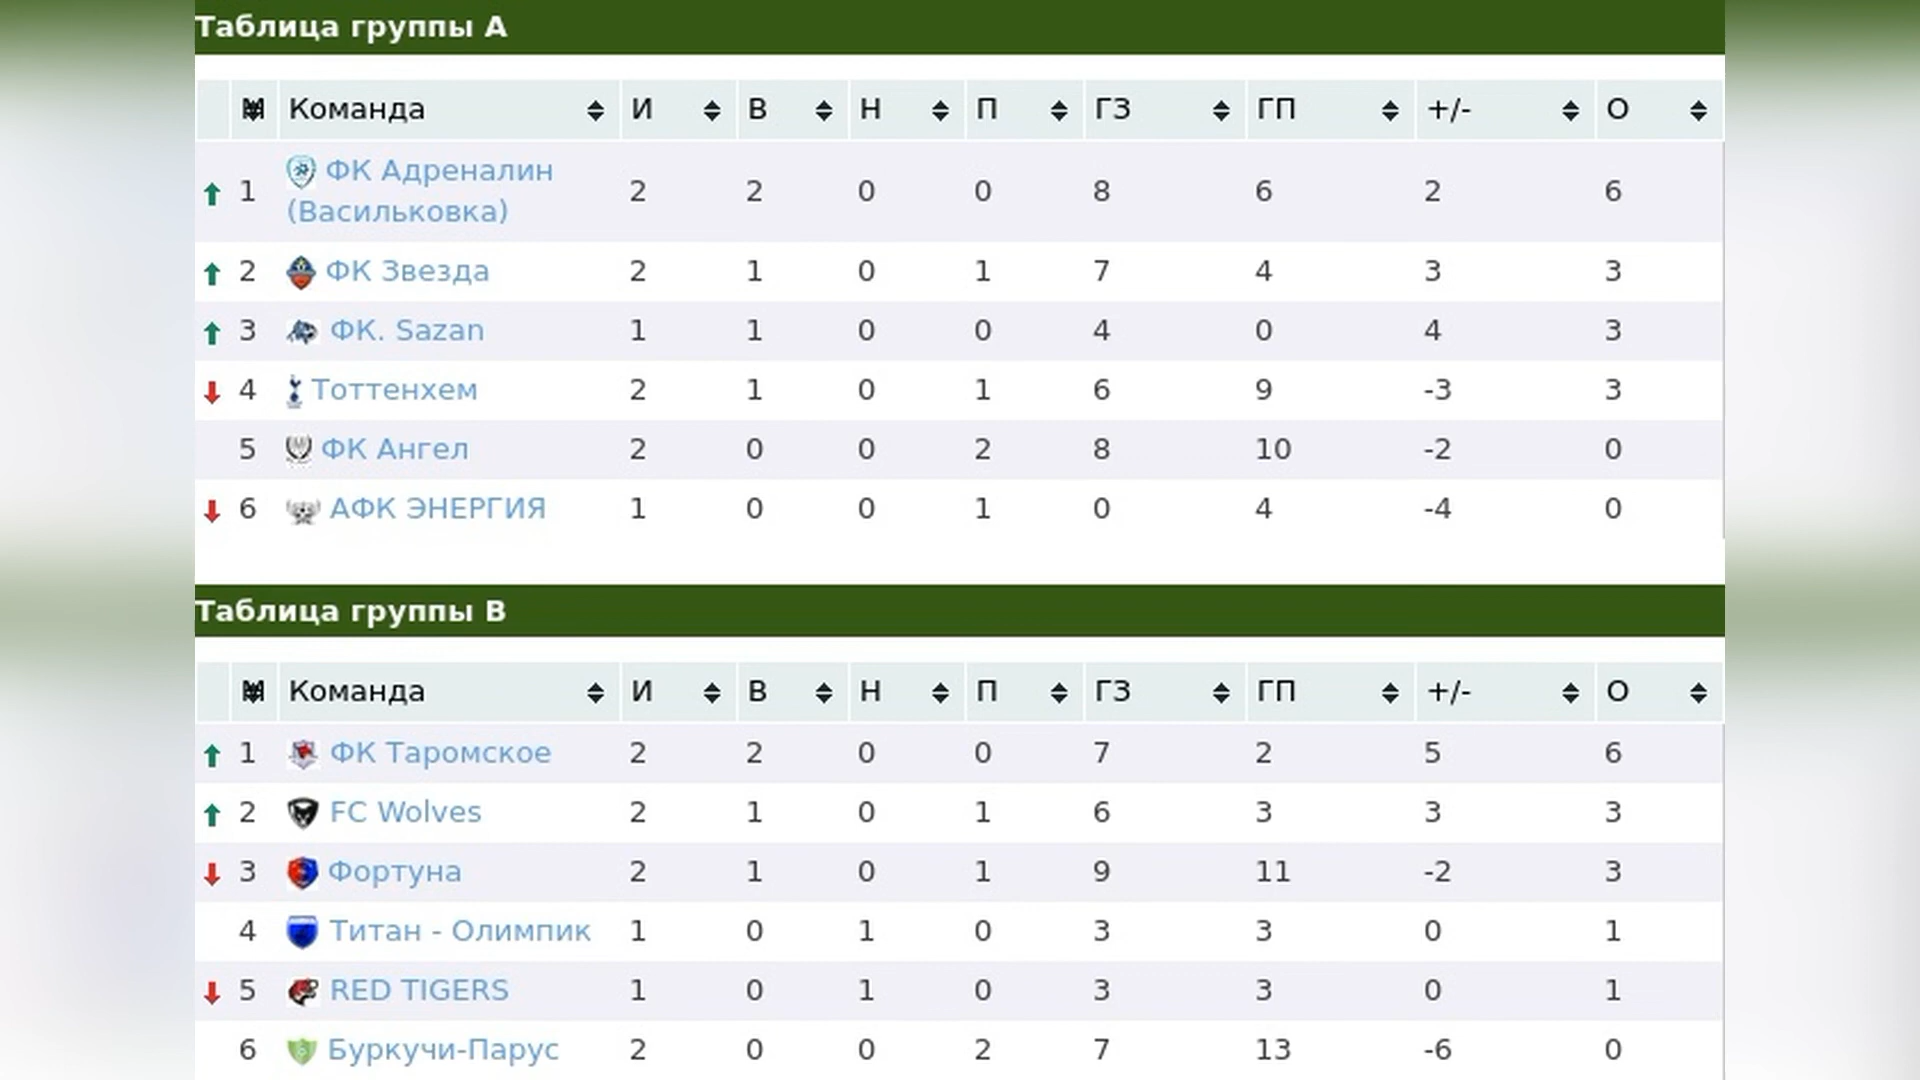 Таблица группы A
М Команда И В Н П ГЗ ГП +/- О
1 ФК Адреналин (Васильковка) 2 2 0 0 8 6 2 6
2 ФК Звезда 2 1 0 1 7 4 3 3
3 ФК. Sazan 1 1 0 0 4 0 4 3
4 Тоттенхем 2 1 0 1 6 9 -3 3
5 ФК Ангел 2 0 0 2 8 10 -2 0
6 АФК ЭНЕРГИЯ 1 0 0 1 0 4 -4 0
Таблица группы B
М Команда И В Н П ГЗ ГП +/- О
1 ФК Таромское 2 2 0 0 7 2 5 6
2 FC Wolves 2 1 0 1 6 3 3 3
3 Фортуна 2 1 0 1 9 11 -2 3
4 Титан - Олимпик 1 0 1 0 3 3 0 1
5 RED TIGERS 1 0 1 0 3 3 0 1
6 Буркучи-Парус 2 0 0 2 7 13 -6 0